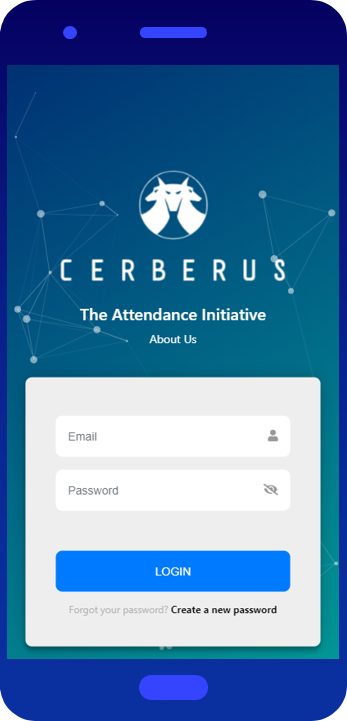 CERBERUS
The Attendance Initiative
About Us
Email
Password
LOGIN
Forgot your password? Create a new password